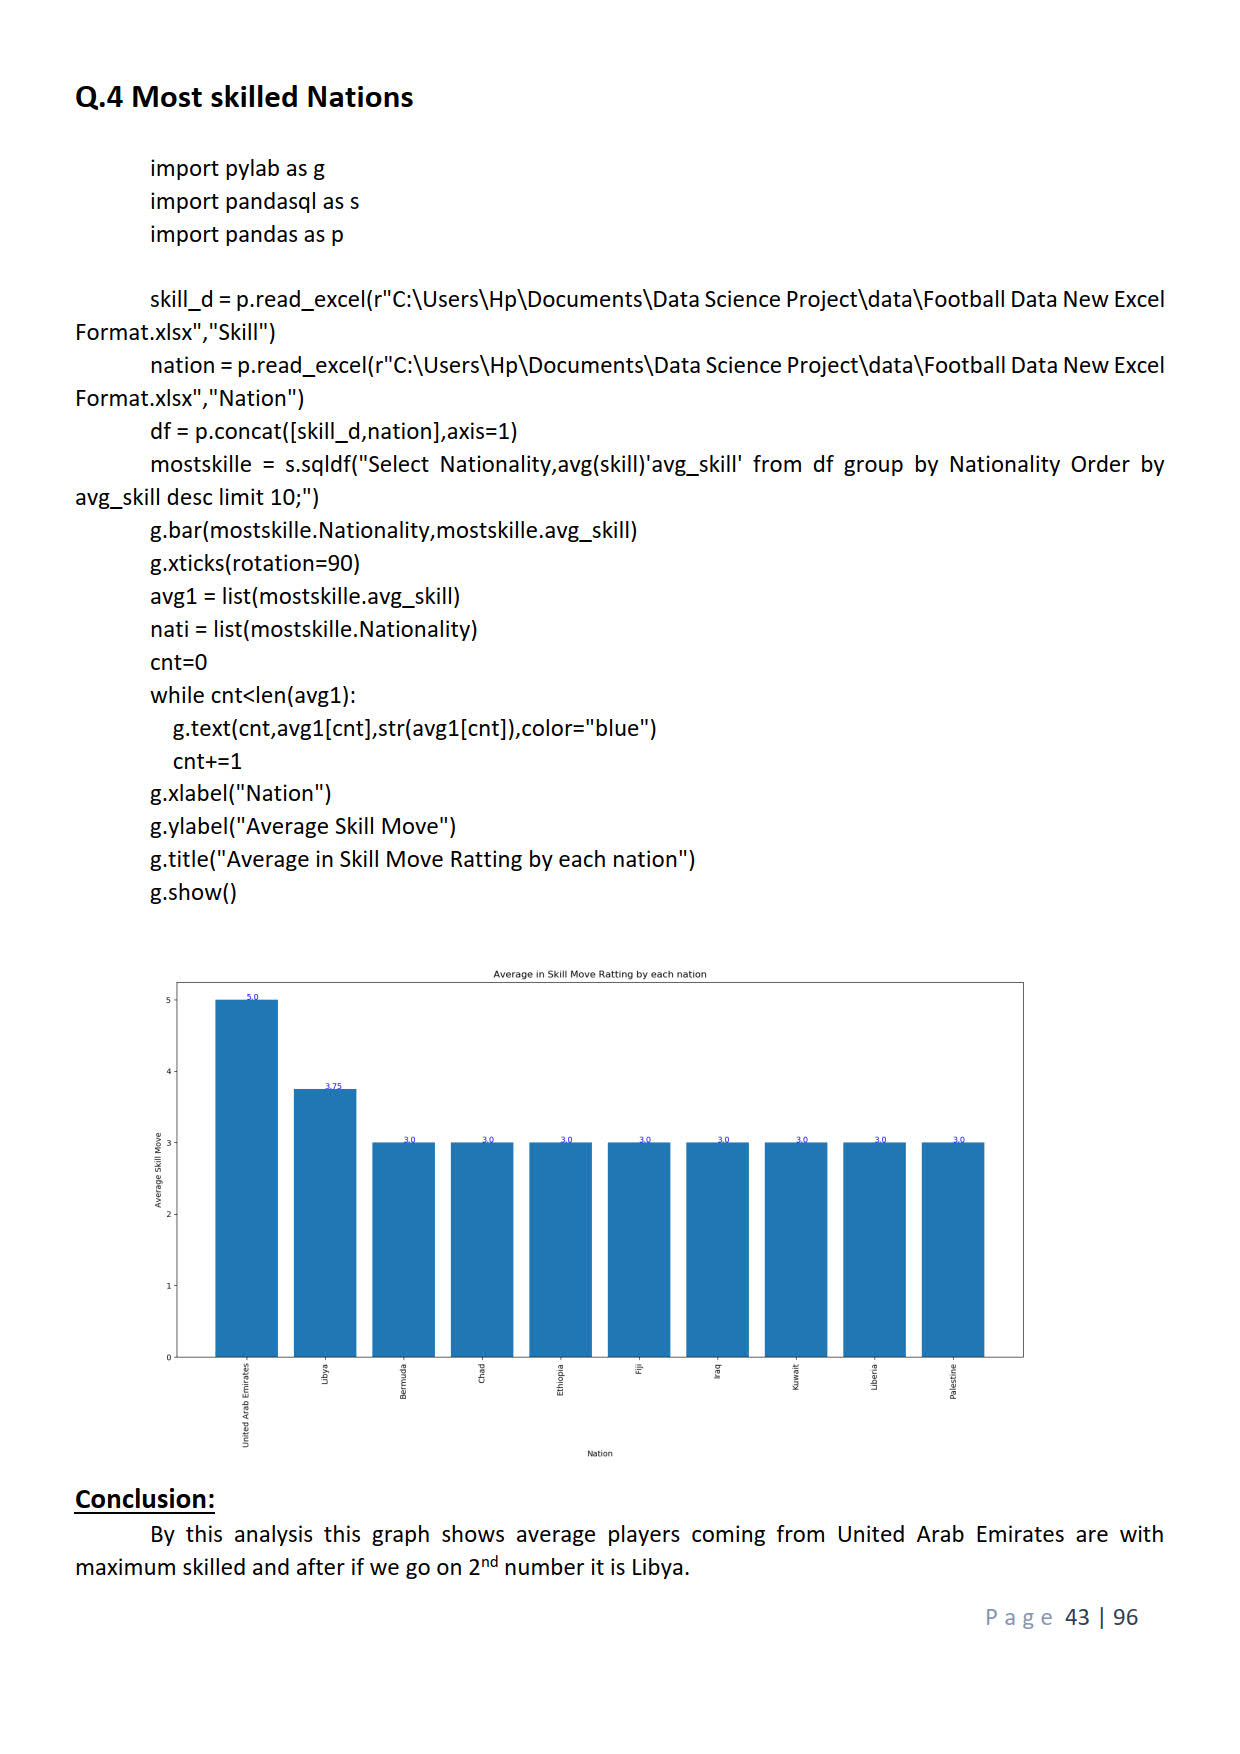 Q.4 Most skilled Nations
import pylab as g
import pandasql as s
import pandas as p
skill_d = p.read_excel(r"C:\Users\Hp\Documents\Data Science Project\data\Football Data New Excel
Format.xlsx","Skill")
nation = p.read_excel(r"C:\Users\Hp\Documents\Data Science Project\data\Football Data New Excel
Format.xlsx","Nation")
df = p.concat([skill_d,nation],axis=1)
mostskille = s.sqldf("Select Nationality,avg(skill)'avg_skill' from df group by Nationality Order by
avg_skill desc limit 10;")
g.bar(mostskille.Nationality,mostskille.avg_skill)
g.xticks(rotation=90)
avg1 = list(mostskille.avg_skill)
nati = list(mostskille.Nationality)
cnt=0
while cnt<len(avg1):
g.text(cnt,avg1[cnt],str(avg1[cnt]),color="blue")
cnt+=1
g.xlabel("Nation")
g.ylabel("Average Skill Move")
g.title("Average in Skill Move Ratting by each nation")
g.show()
Average in Skill Move Ratting by each nation
5.0
3.75
3.0 3.0 3.0 3.0 3.0 3.0 3.0 3.0
5
4
3
2
1
0
Average Skill Move
United Arab Emirates
Libya
Bermuda
Chad
Ethiopia
Fiji
Iraq
Kuwait
Liberia
Palestine
Nation
Conclusion:
By this analysis this graph shows average players coming from United Arab Emirates are with
maximum skilled and after if we go on 2nd number it is Libya.
Page 43 | 96